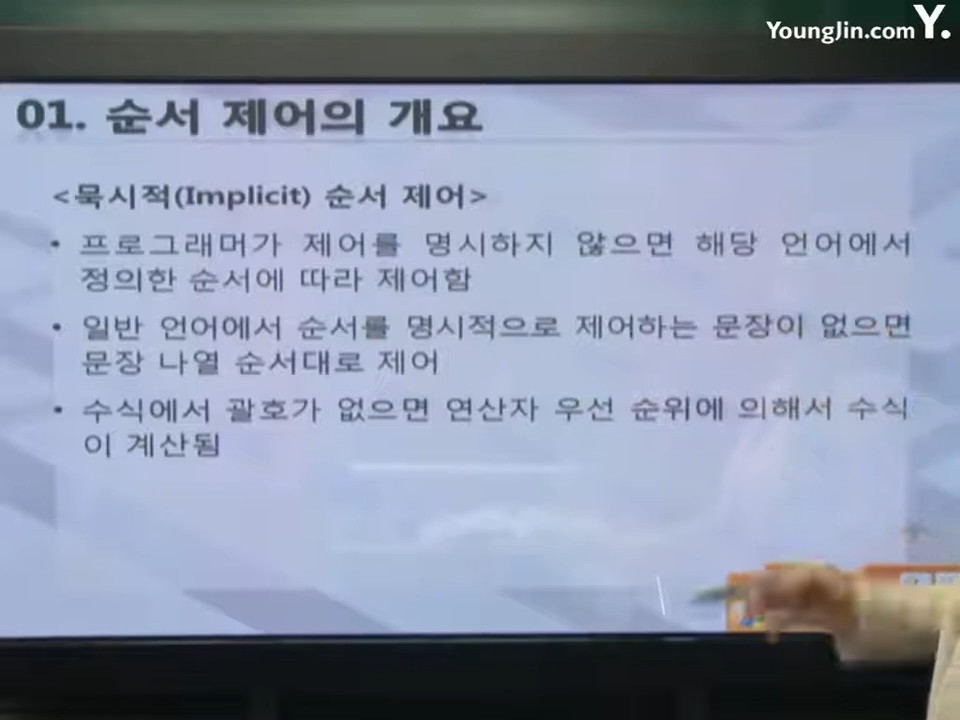 YoungJin.com Y.
01. 순서 제어의 개요
<묵시적(Implicit) 순서 제어>
• 프로그래머가 제어를 명시하지 않으면 해당 언어에서
정의한 순서에 따라 제어함
• 일반 언어에서 순서를 명시적으로 제어하는 문장이 없으면
문장 나열 순서대로 제어
• 수식에서 괄호가 없으면 연산자 우선 순위에 의해서 수식
이 계산됨